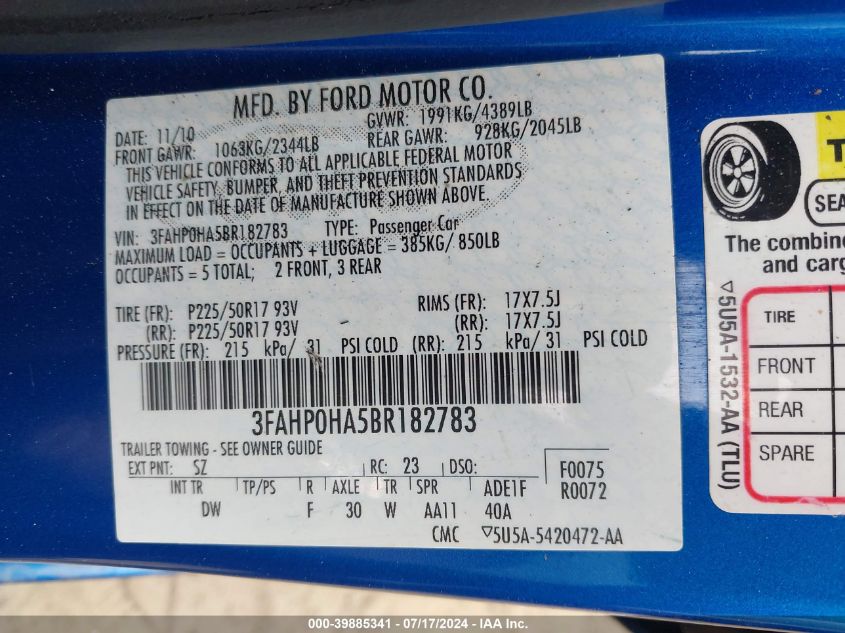 MFD. BY FORD MOTOR CO.
DATE: 11/10 GVWR: 1991KG/4389LB
FRONT GAWR: 1063KG/2344LB REAR GAWR: 928KG/2045LB
THIS VEHICLE CONFORMS TO ALL APPLICABLE FEDERAL MOTOR
VEHICLE SAFETY, BUMPER, AND THEFT PREVENTION STANDARDS
IN EFFECT ON THE DATE OF MANUFACTURE SHOWN ABOVE.
VIN: 3FAHP0HA5BR182783 TYPE: Passenger Car
MAXIMUM LOAD = OCCUPANTS + LUGGAGE = 385KG/ 850LB
OCCUPANTS = 5 TOTAL; 2 FRONT, 3 REAR
TIRE (FR): P225/50R17 93V RIMS (FR): 17X7.5J
(RR): P225/50R17 93V (RR): 17X7.5J
PRESSURE (FR): 215 kPa/ 31 PSI COLD (RR): 215 kPa/ 31 PSI COLD
3FAHP0HA5BR182783
TRAILER TOWING - SEE OWNER GUIDE
EXT PNT: SZ RC: 23 DSO: F0075
INT TR TP/PS R AXLE TR SPR ADE1F R0072
DW F 30 W AA11 40A
CMC ▽5U5A-5420472-AA
T
SEA
The combin
and carg
▽5U5A-1532-AA (TLU)
TIRE
FRONT
REAR
SPARE
000-39885341 - 07/17/2024 - IAA Inc.